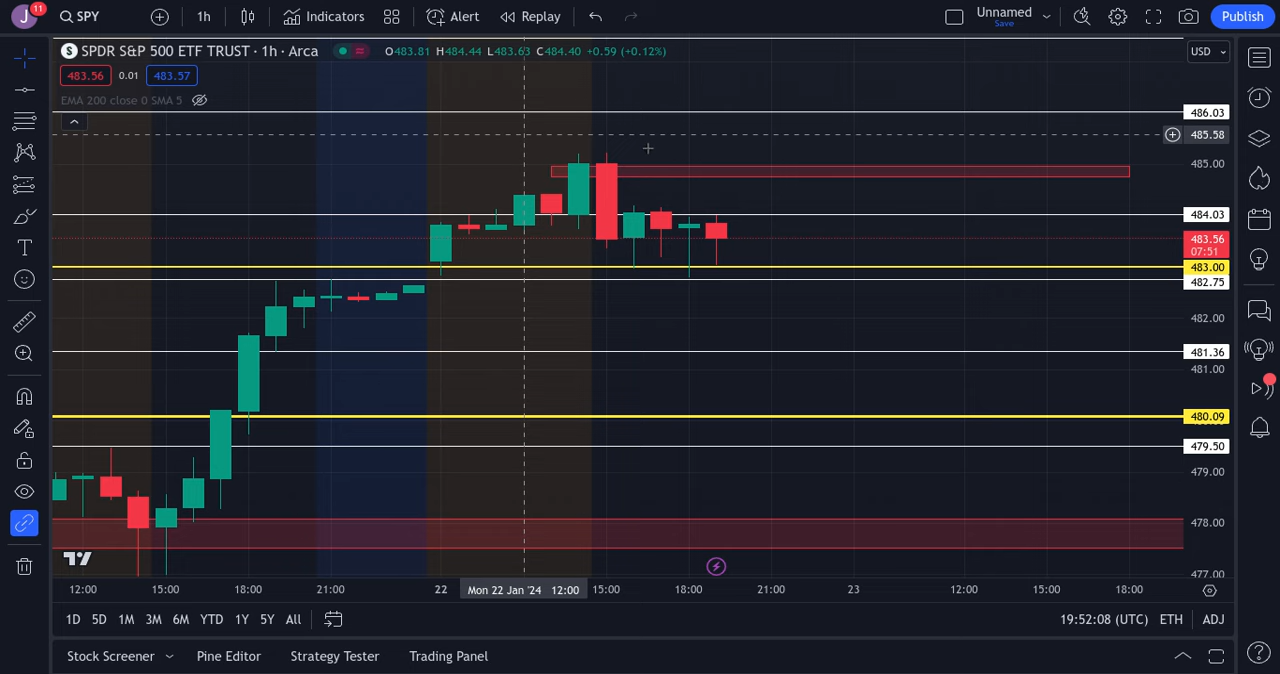 J
11
SPY
1h
Indicators
Alert
Replay
Unnamed
Save
Publish
S SPDR S&P 500 ETF TRUST · 1h · Arca
O483.81 H484.44 L483.63 C484.40 +0.59 (+0.12%)
USD
483.56
0.01
483.57
EMA 200 close 0 SMA 5
486.03
485.58
485.00
484.03
483.56
07:51
483.00
482.75
482.00
481.36
481.00
480.09
479.50
479.00
478.00
477.00
12:00
15:00
18:00
21:00
22
Mon 22 Jan '24 12:00
15:00
18:00
21:00
23
12:00
15:00
18:00
1D 5D 1M 3M 6M YTD 1Y 5Y All
19:52:08 (UTC) ETH ADJ
Stock Screener
Pine Editor
Strategy Tester
Trading Panel